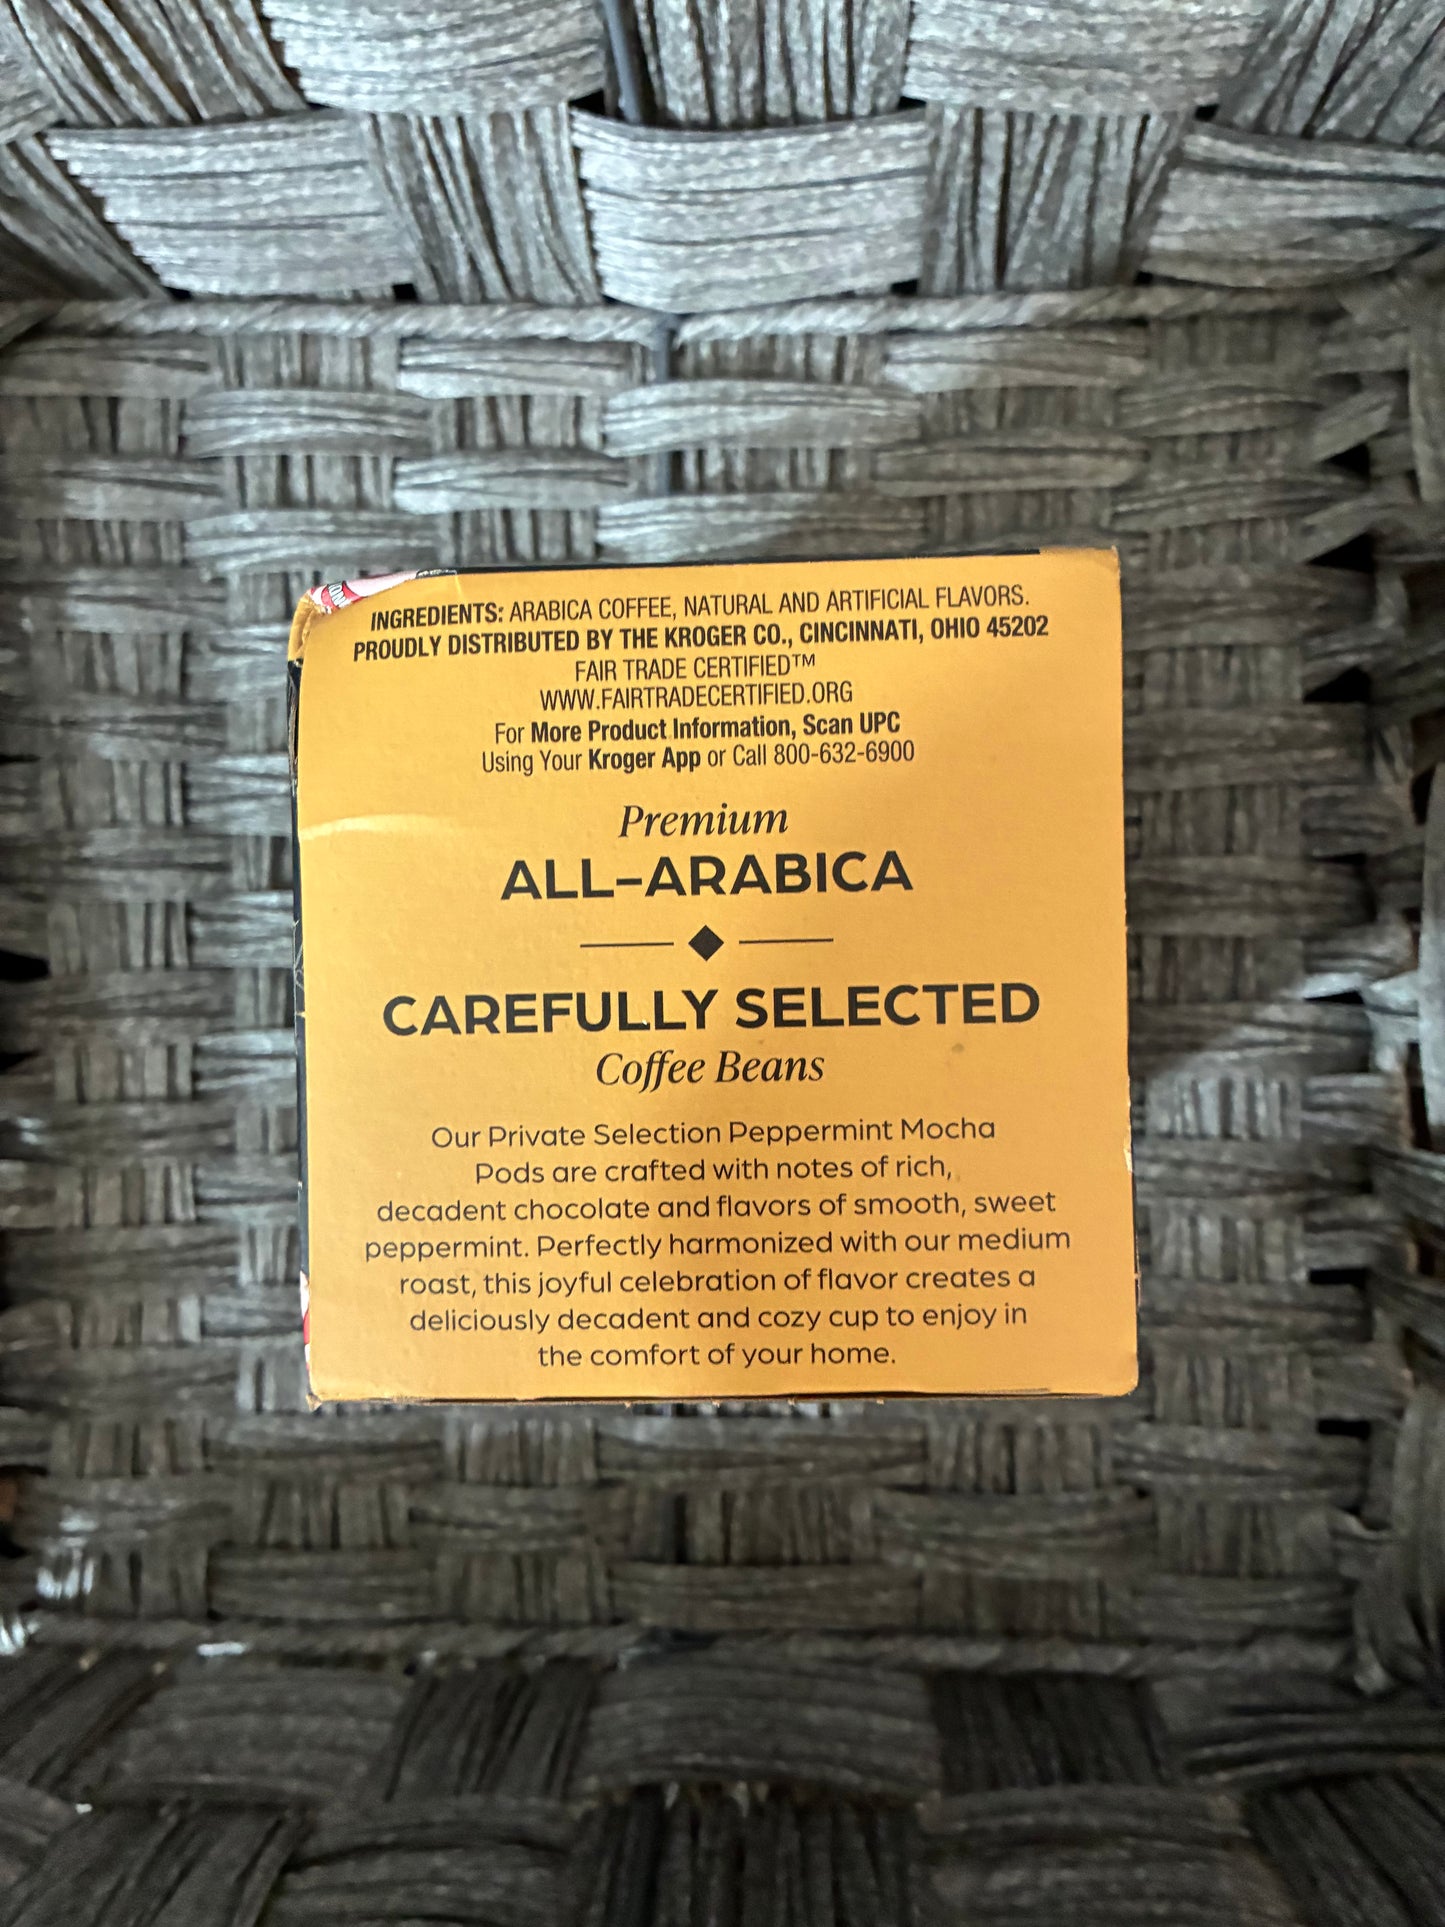 INGREDIENTS: ARABICA COFFEE, NATURAL AND ARTIFICIAL FLAVORS.
PROUDLY DISTRIBUTED BY THE KROGER CO., CINCINNATI, OHIO 45202
FAIR TRADE CERTIFIED™
WWW.FAIRTRADECERTIFIED.ORG
For More Product Information, Scan UPC
Using Your Kroger App or Call 800-632-6900
Premium
ALL-ARABICA
CAREFULLY SELECTED
Coffee Beans
Our Private Selection Peppermint Mocha
Pods are crafted with notes of rich,
decadent chocolate and flavors of smooth, sweet
peppermint. Perfectly harmonized with our medium
roast, this joyful celebration of flavor creates a
deliciously decadent and cozy cup to enjoy in
the comfort of your home.